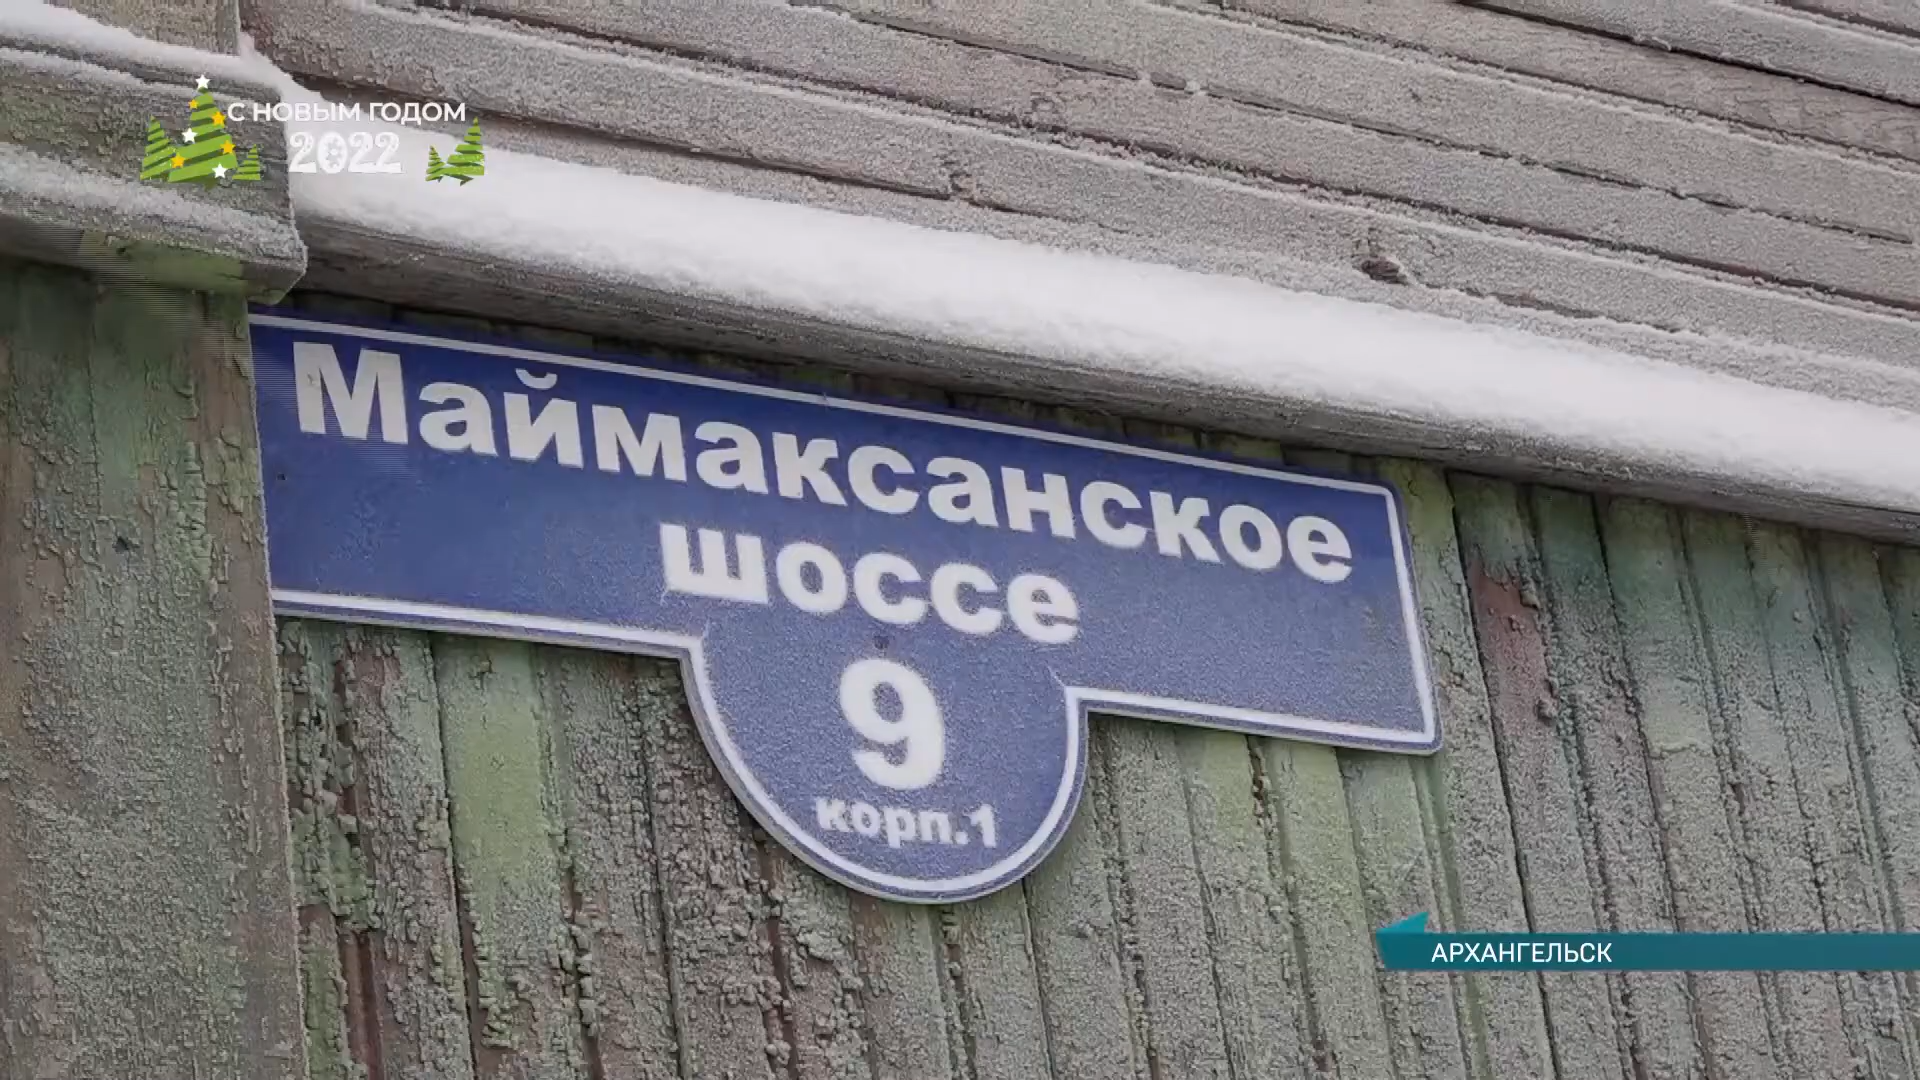 С НОВЫМ ГОДОМ
2022
Маймаксанское
шоссе
9
корп.1
АРХАНГЕЛЬСК